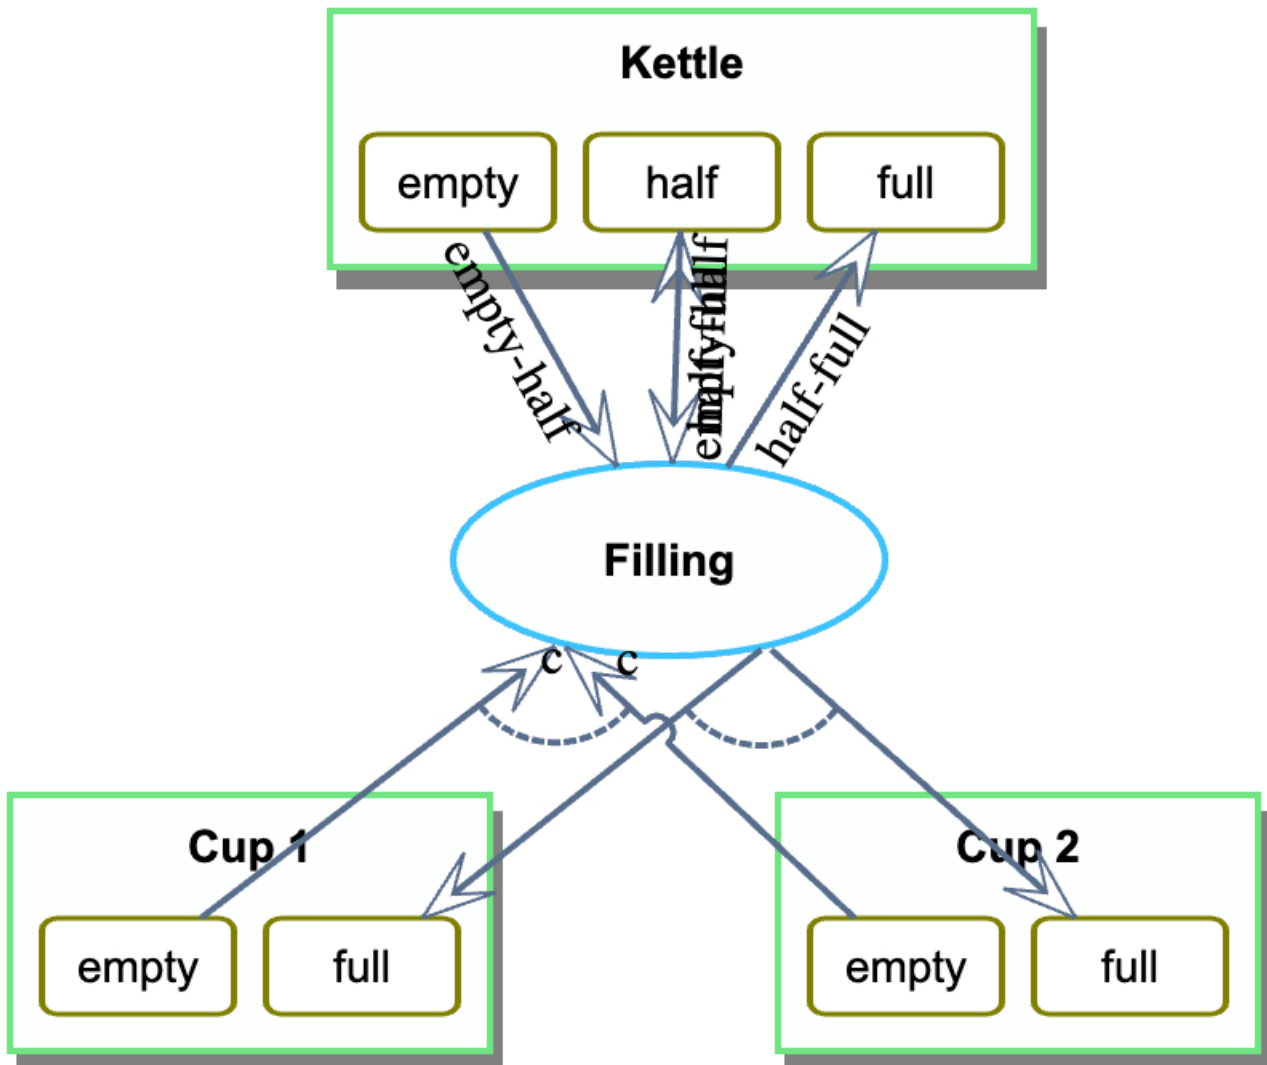 Kettle
empty half full
empty-half
half-full
Filling
c c
Cup 1
Cup 2
empty full
empty full